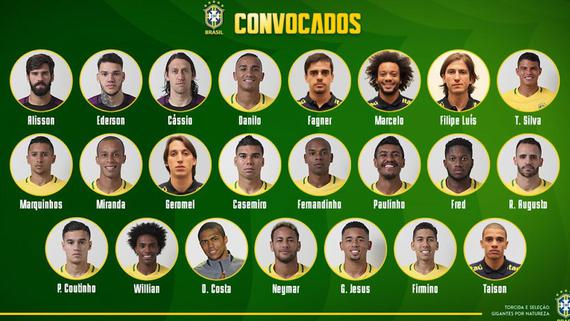 BRASIL
CONVOCADOS
Alisson Ederson Cássio Danilo Fagner Marcelo Filipe Luís T. Silva
Marquinhos Miranda Geromel Casemiro Fernandinho Paulinho Fred R. Augusto
P. Coutinho Willian D. Costa Neymar G. Jesus Firmino Taison
TORCIDA E SELEÇÃO:
GIGANTES POR NATUREZA